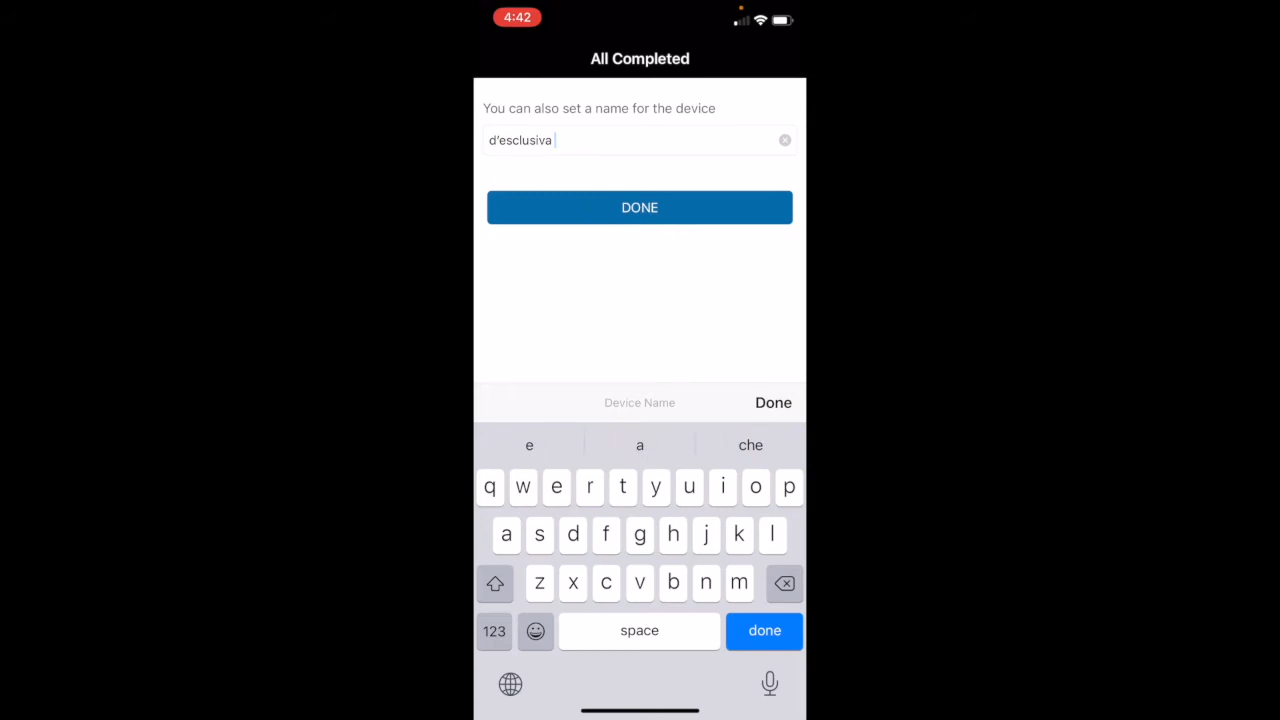 4:42
All Completed
You can also set a name for the device
d’esclusiva
DONE
Device Name Done
e a che
q w e r t y u i o p
a s d f g h j k l
z x c v b n m
123 space done